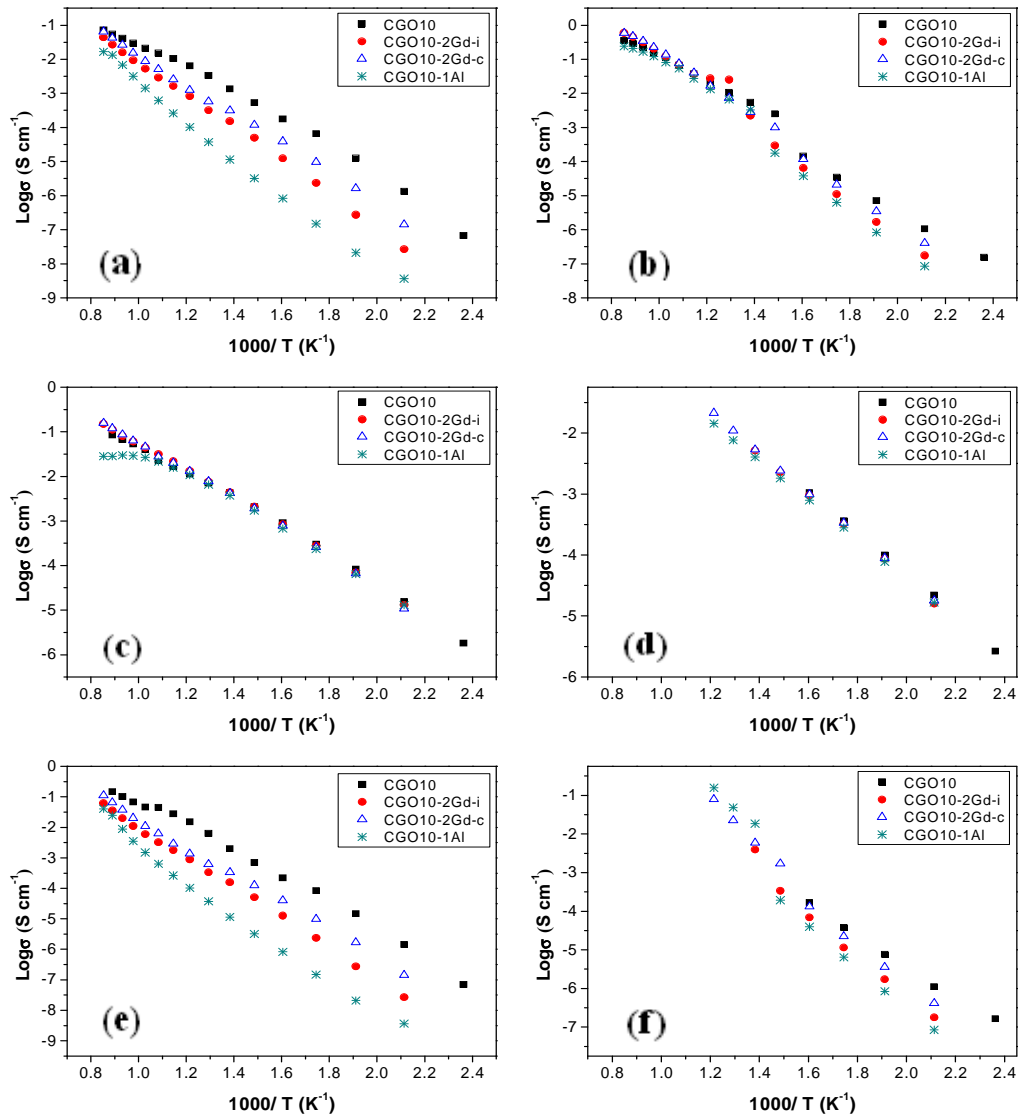 -1
-2
-3
-4
-5
-6
-7
-8
-9
Logσ (S cm⁻¹)
CGO10
CGO10-2Gd-i
CGO10-2Gd-c
CGO10-1Al
(a)
0.8 1.0 1.2 1.4 1.6 1.8 2.0 2.2 2.4
1000/ T (K⁻¹)
0
-1
-2
-3
-4
-5
-6
-7
-8
Logσ (S cm⁻¹)
CGO10
CGO10-2Gd-i
CGO10-2Gd-c
CGO10-1Al
(b)
0.8 1.0 1.2 1.4 1.6 1.8 2.0 2.2 2.4
1000/ T (K⁻¹)
0
-1
-2
-3
-4
-5
-6
Logσ (S cm⁻¹)
CGO10
CGO10-2Gd-i
CGO10-2Gd-c
CGO10-1Al
(c)
0.8 1.0 1.2 1.4 1.6 1.8 2.0 2.2 2.4
1000/ T (K⁻¹)
-2
-3
-4
-5
-6
Logσ (S cm⁻¹)
CGO10
CGO10-2Gd-i
CGO10-2Gd-c
CGO10-1Al
(d)
0.8 1.0 1.2 1.4 1.6 1.8 2.0 2.2 2.4
1000/ T (K⁻¹)
0
-1
-2
-3
-4
-5
-6
-7
-8
-9
Logσ (S cm⁻¹)
CGO10
CGO10-2Gd-i
CGO10-2Gd-c
CGO10-1Al
(e)
0.8 1.0 1.2 1.4 1.6 1.8 2.0 2.2 2.4
1000/ T (K⁻¹)
-1
-2
-3
-4
-5
-6
-7
Logσ (S cm⁻¹)
CGO10
CGO10-2Gd-i
CGO10-2Gd-c
CGO10-1Al
(f)
0.8 1.0 1.2 1.4 1.6 1.8 2.0 2.2 2.4
1000/ T (K⁻¹)